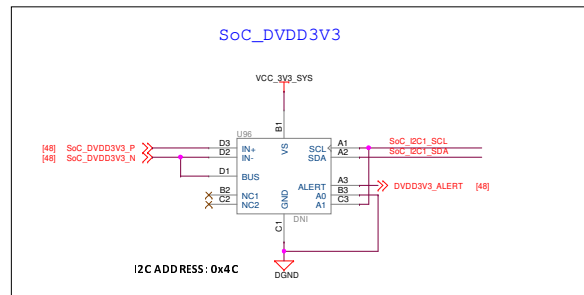 SoC_DVDD3V3
VCC_3V3_SYS
U96
B1
VS
[48] SoC_DVDD3V3_P
D3
IN+
[48] SoC_DVDD3V3_N
D2
IN-
D1
BUS
B2
NC1
C2
NC2
SCL
A1
SoC_I2C1_SCL
SDA
A2
SoC_I2C1_SDA
ALERT
A3
DVDD3V3_ALERT [48]
A0
B3
A1
C3
GND
C1
DNI
DGND
I2C ADDRESS: 0x4C